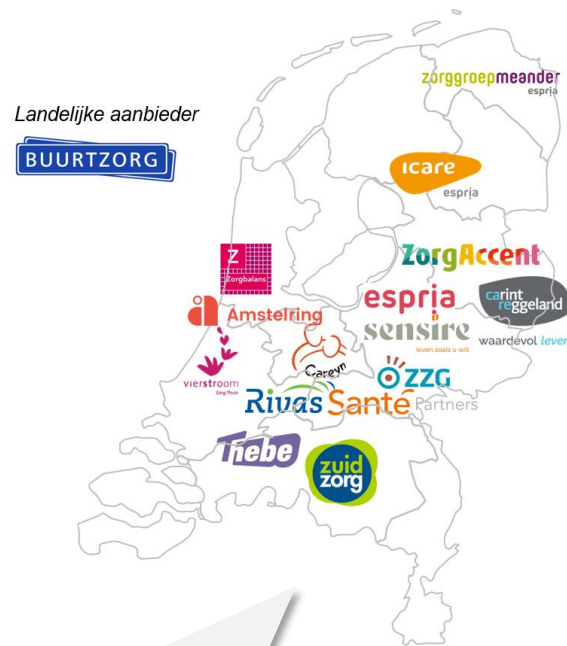 zorggroepmeander
espria
Landelijke aanbieder
BUURTZORG
icare
espria
Z
Zorgbalans
ZorgAccent
espria
carint
reggeland
waardevol leven
a Amstelring
sensire
leven zoals u wilt
Careyn
vierstroom
Zorg Thuis
ZZG
Rivas
Santé Partners
Thebe
zuid
zorg